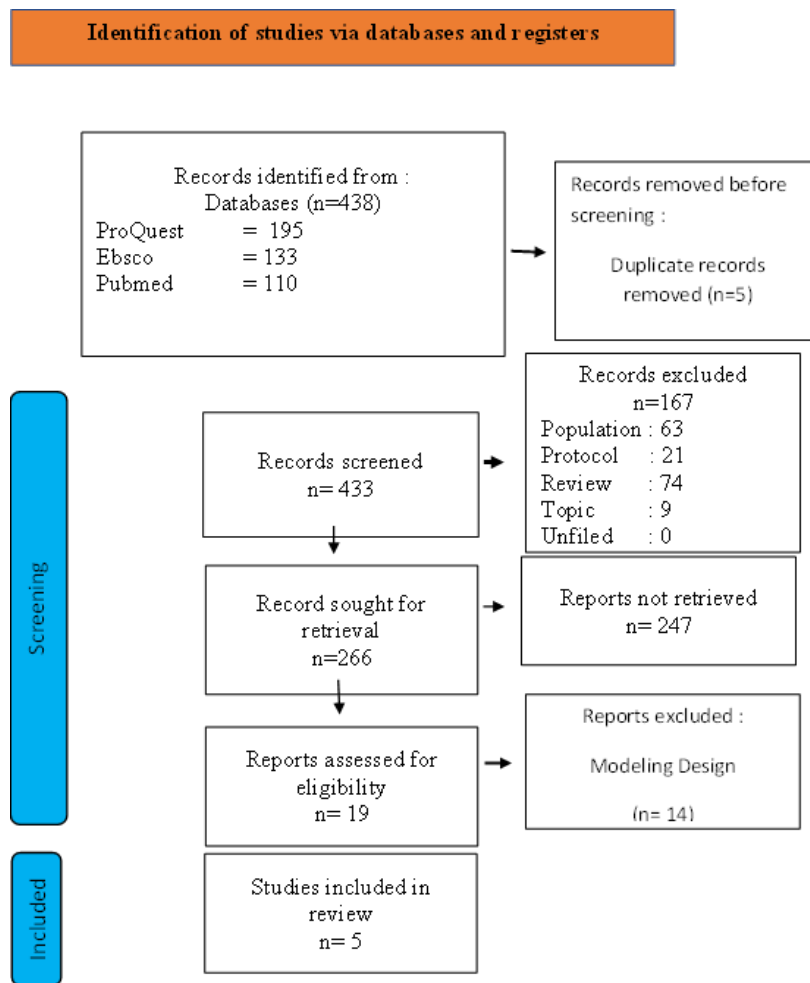 Identification of studies via databases and registers
Records identified from :
Databases (n=438)
ProQuest = 195
Ebsco = 133
Pubmed = 110
Records removed before
screening :
Duplicate records
removed (n=5)
Screening
Records screened
n= 433
Records excluded
n=167
Population : 63
Protocol : 21
Review : 74
Topic : 9
Unfiled : 0
Record sought for
retrieval
n=266
Reports not retrieved
n= 247
Reports assessed for
eligibility
n= 19
Reports excluded :
Modeling Design
(n= 14)
Included
Studies included in
review
n= 5